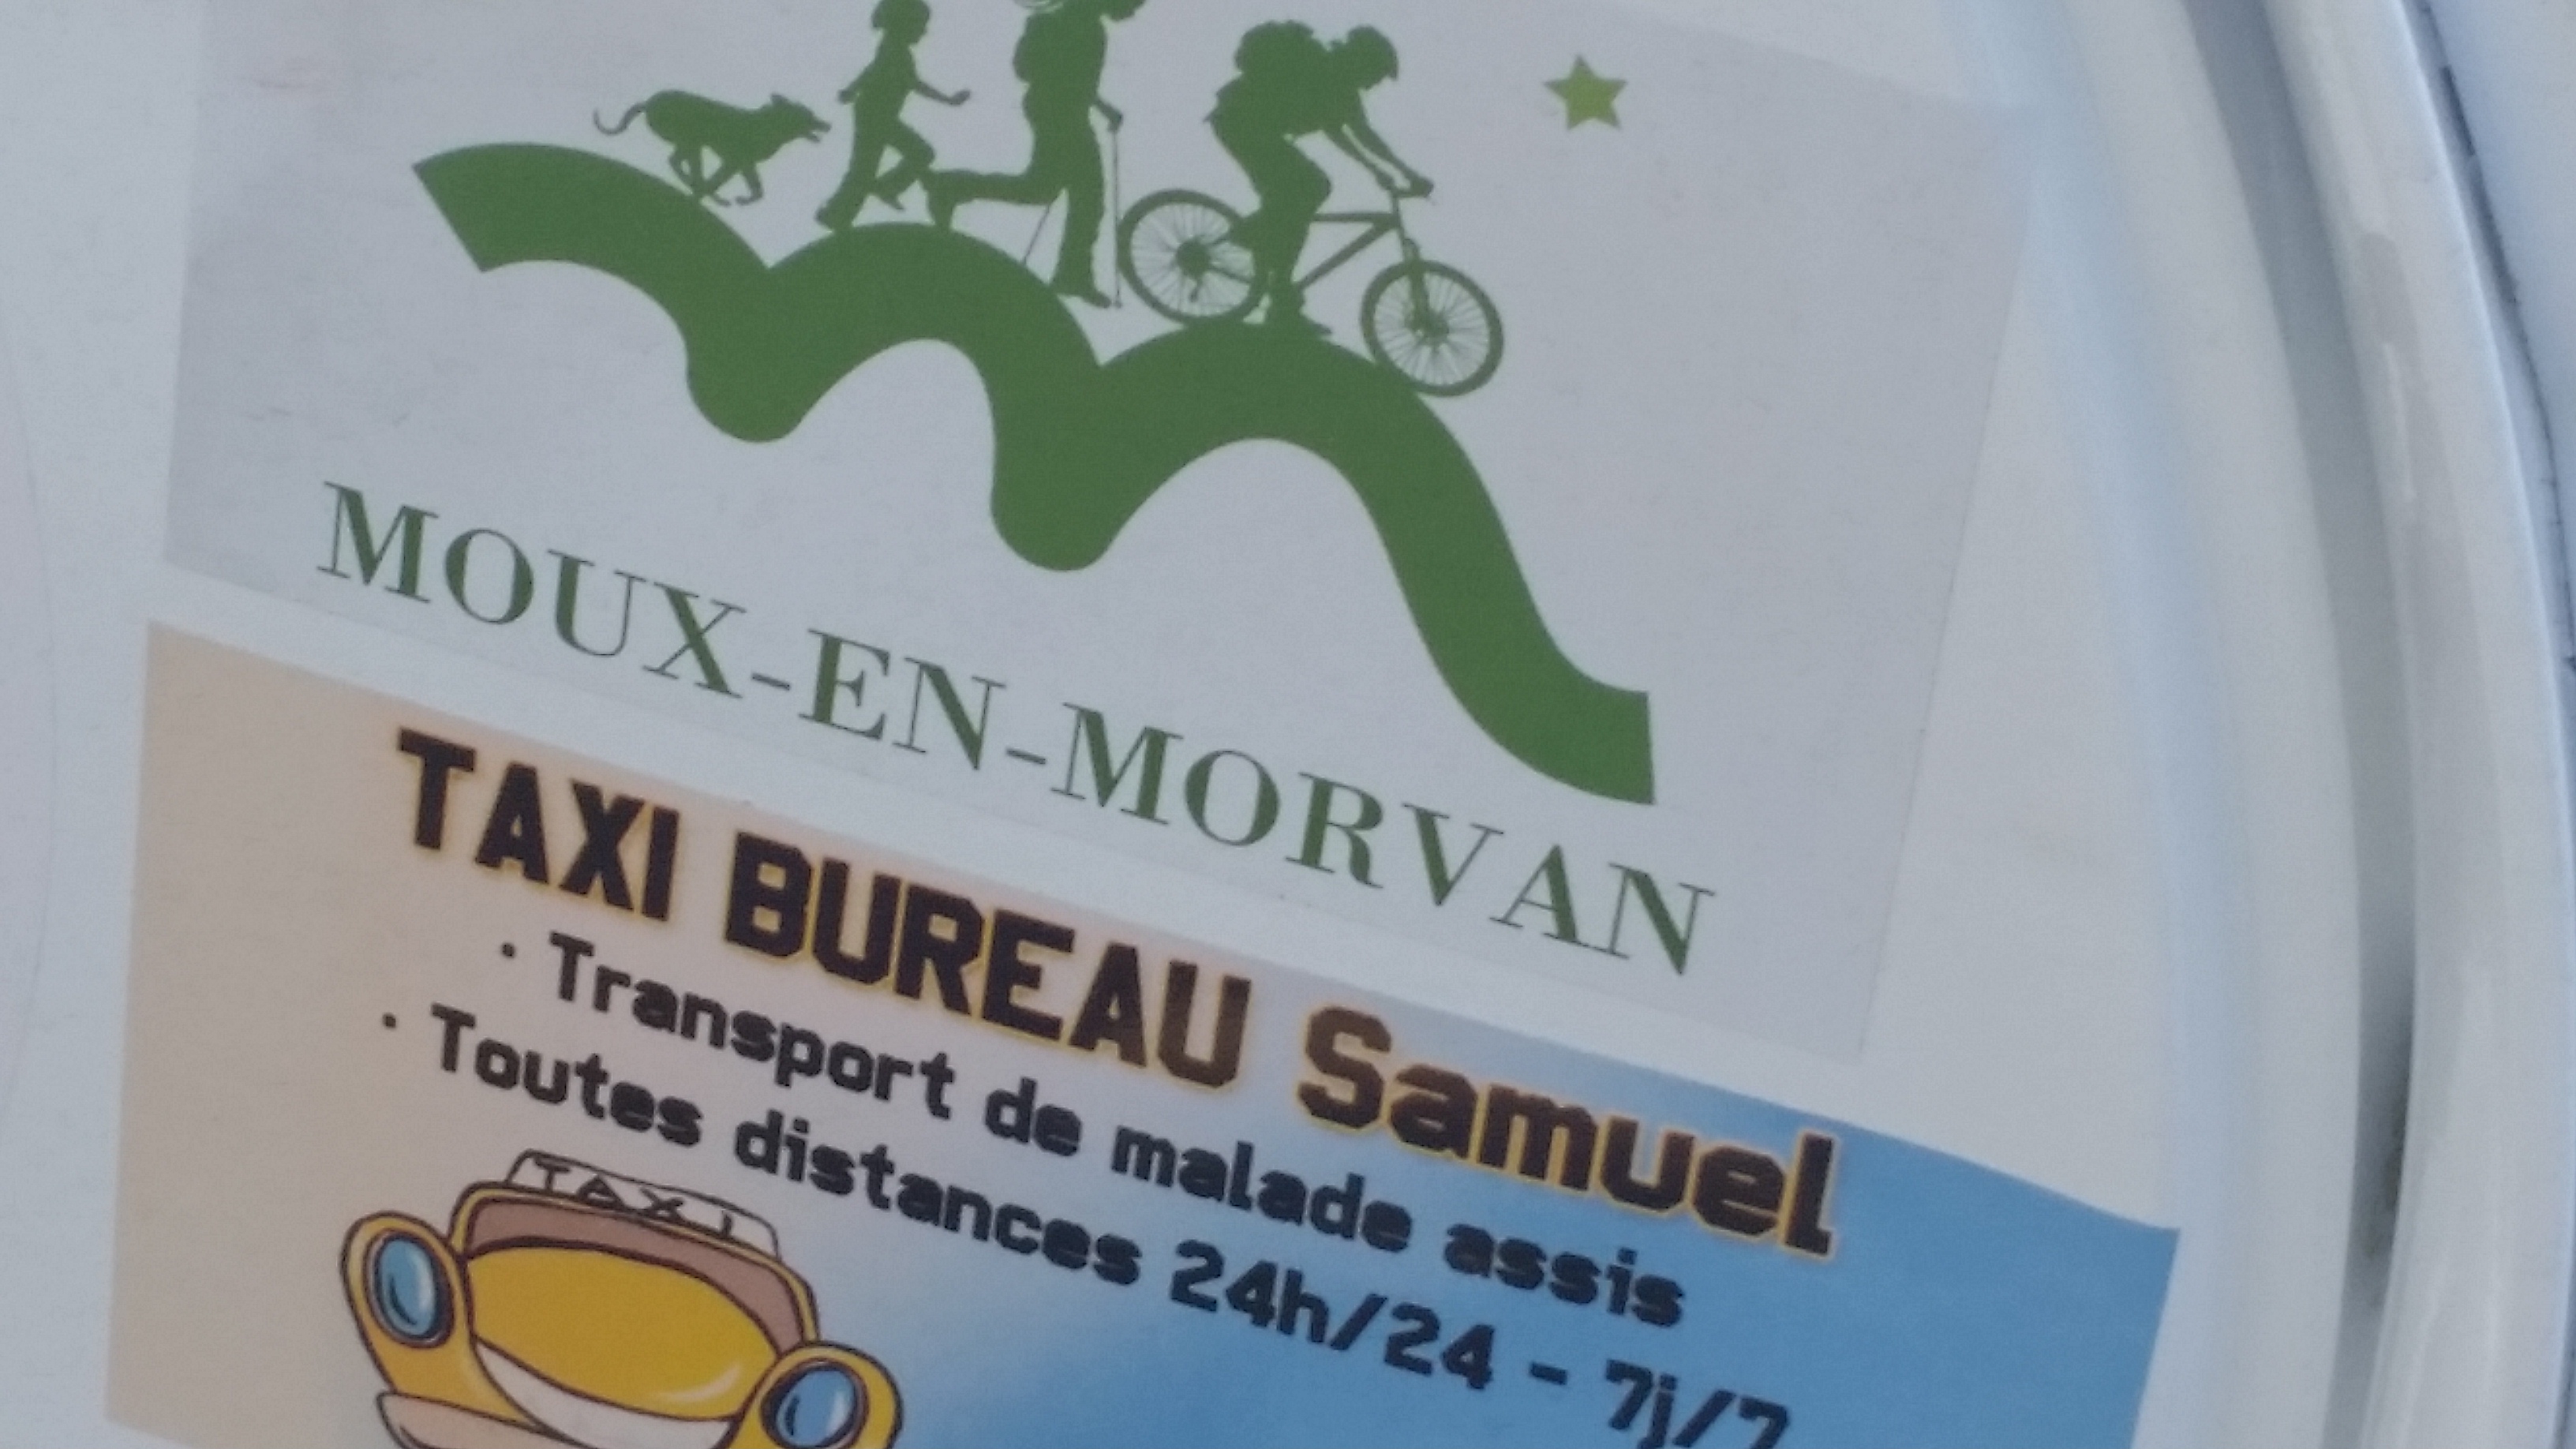 MOUX-EN-MORVAN
TAXI BUREAU Samuel
· Transport de malade assis
· Toutes distances 24h/24 - 7j/7
TAXI